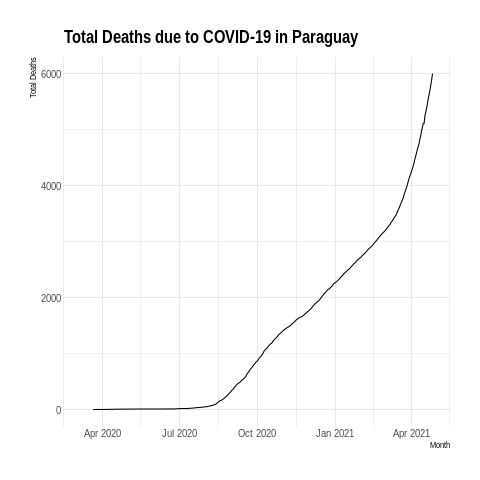 Total Deaths due to COVID-19 in Paraguay
Total Deaths
6000
4000
2000
0
Apr 2020
Jul 2020
Oct 2020
Jan 2021
Apr 2021
Month